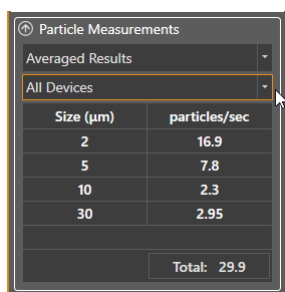 Particle Measurements
Averaged Results
All Devices
Size (μm) particles/sec
2 16.9
5 7.8
10 2.3
30 2.95
Total: 29.9